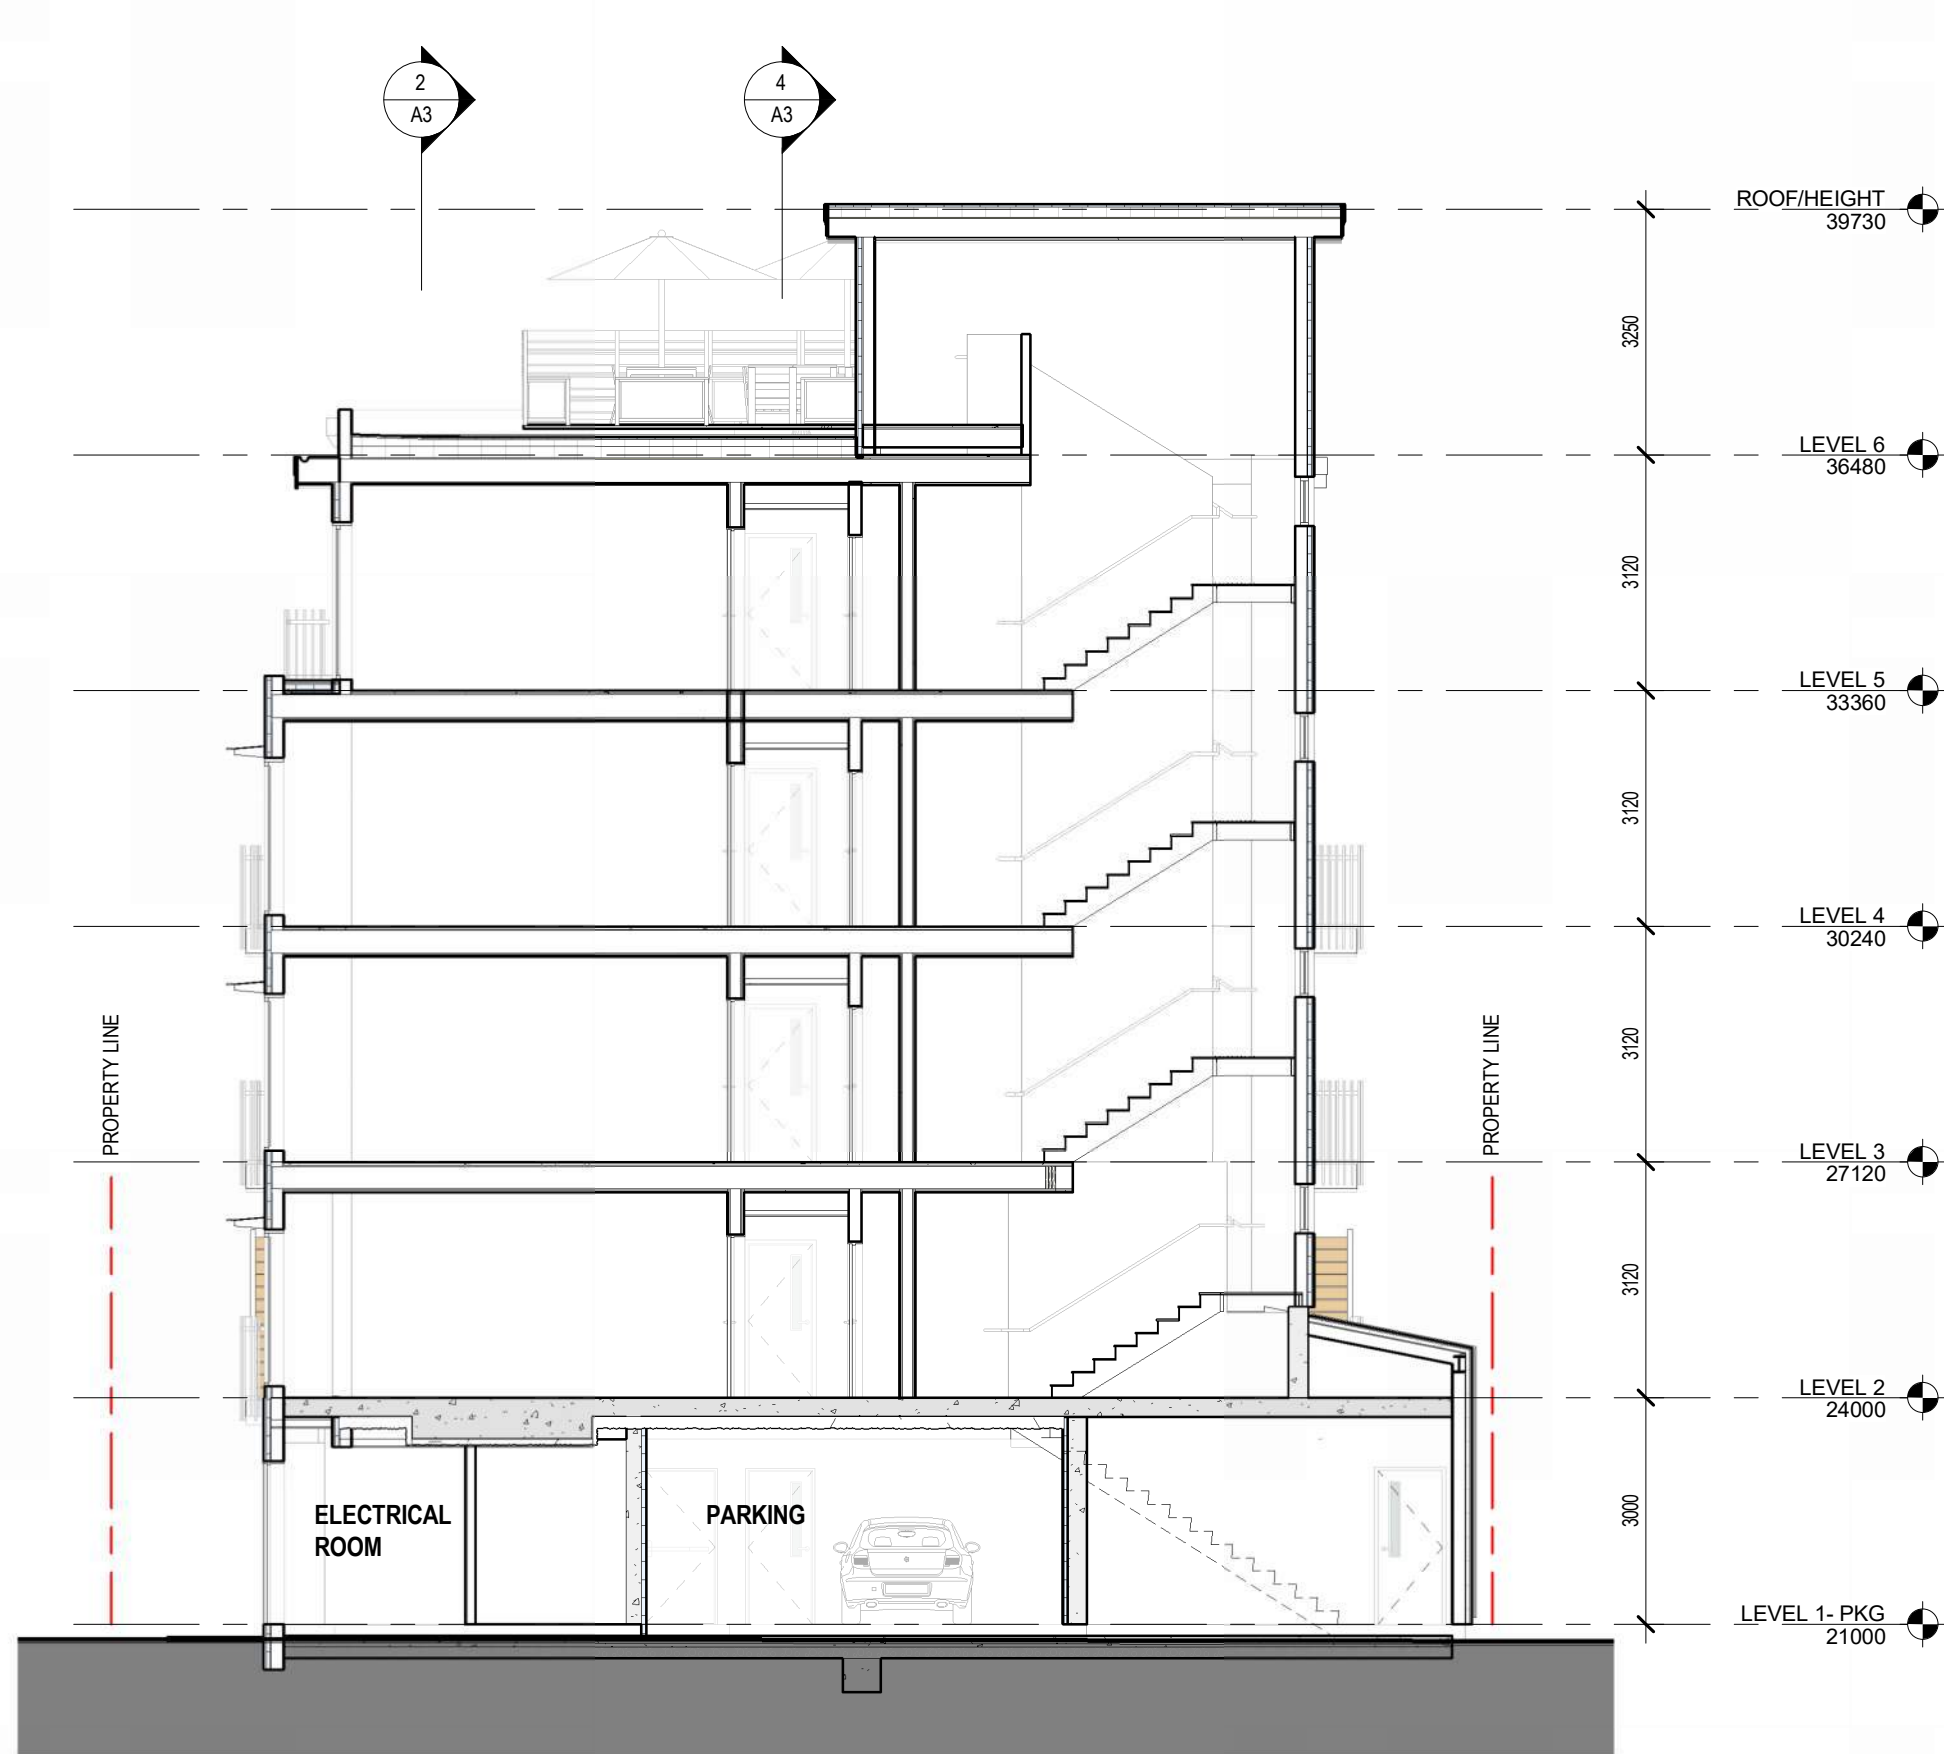 2
A3
4
A3
ROOF/HEIGHT
39730
3250
LEVEL 6
36480
3120
LEVEL 5
33360
3120
LEVEL 4
30240
3120
PROPERTY LINE
PROPERTY LINE
LEVEL 3
27120
3120
LEVEL 2
24000
3000
ELECTRICAL
ROOM
PARKING
LEVEL 1- PKG
21000